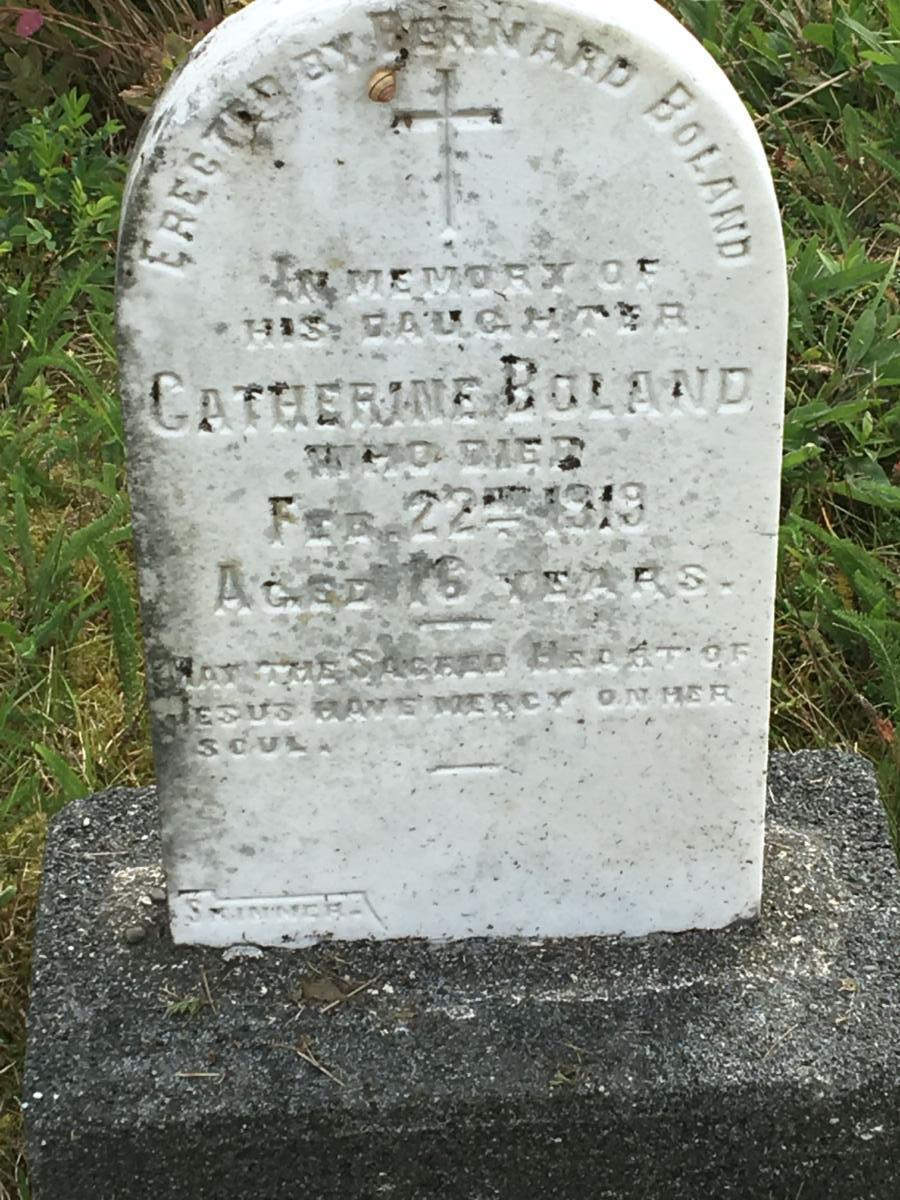 ERECTED BY BERNARD BOLAND
IN MEMORY OF
HIS DAUGHTER
CATHERINE BOLAND
WHO DIED
FEB. 22ND 1919
AGED 16 YEARS.
MAY THE SACRED HEART OF
JESUS HAVE MERCY ON HER
SOUL.
SKINNER